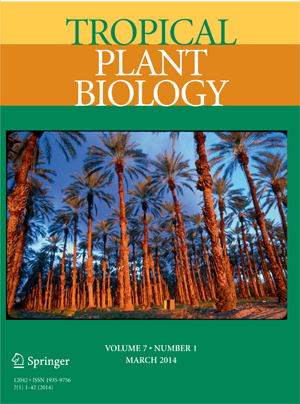 TROPICAL
PLANT
BIOLOGY
VOLUME 7 • NUMBER 1
MARCH 2014
Springer
12042 • ISSN 1935-9756
7(1) 1–42 (2014)